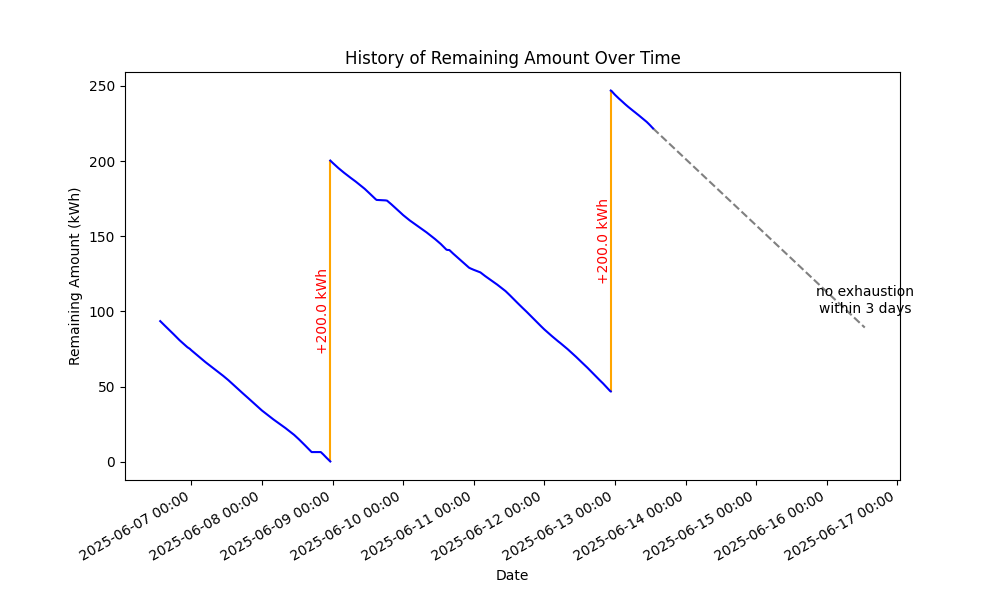 History of Remaining Amount Over Time
Remaining Amount (kWh)
250
200
150
100
50
0
+200.0 kWh
+200.0 kWh
no exhaustion
within 3 days
2025-06-07 00:00
2025-06-08 00:00
2025-06-09 00:00
2025-06-10 00:00
2025-06-11 00:00
2025-06-12 00:00
2025-06-13 00:00
2025-06-14 00:00
2025-06-15 00:00
2025-06-16 00:00
2025-06-17 00:00
Date